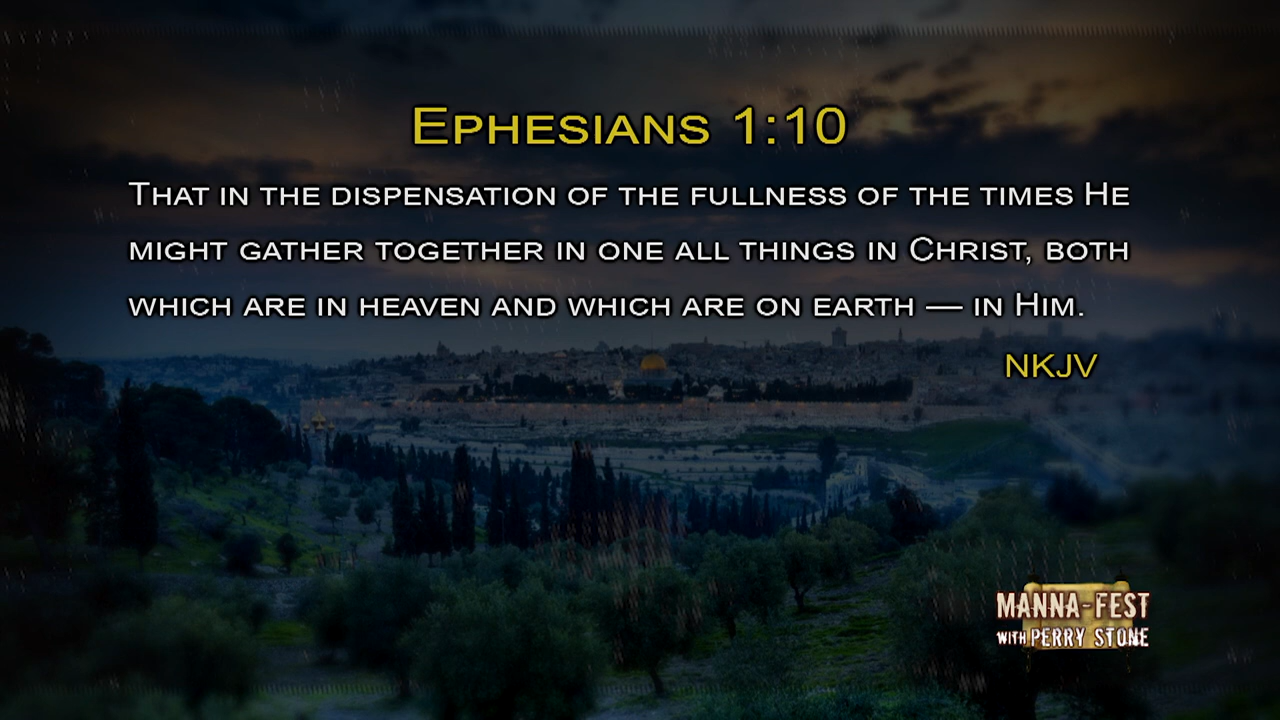 Ephesians 1:10
That in the dispensation of the fullness of the times He
might gather together in one all things in Christ, both
which are in heaven and which are on earth — in Him.
NKJV
MANNA-FEST
WITH PERRY STONE